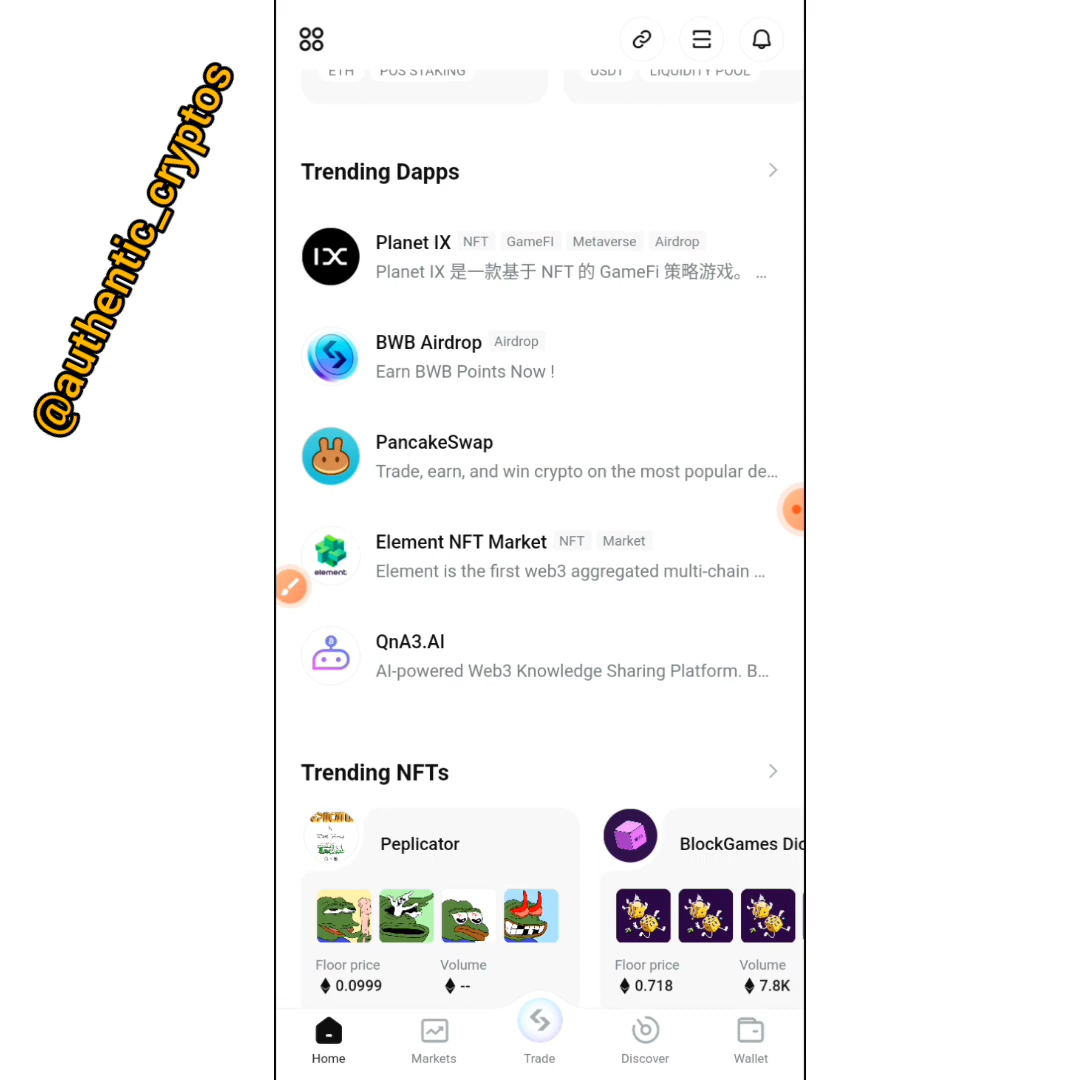 @authentic_cryptos
ETH POS STAKING USDT LIQUIDITY POOL
Trending Dapps
IX
Planet IX NFT GameFI Metaverse Airdrop
Planet IX 是一款基于 NFT 的 GameFi 策略游戏。 ...
BWB Airdrop Airdrop
Earn BWB Points Now !
PancakeSwap
Trade, earn, and win crypto on the most popular de...
Element NFT Market NFT Market
element
Element is the first web3 aggregated multi-chain ...
QnA3.AI
AI-powered Web3 Knowledge Sharing Platform. B...
Trending NFTs
Peplicator BlockGames Dic
Floor price Volume Floor price Volume
0.0999 -- 0.718 7.8K
Home Markets Trade Discover Wallet